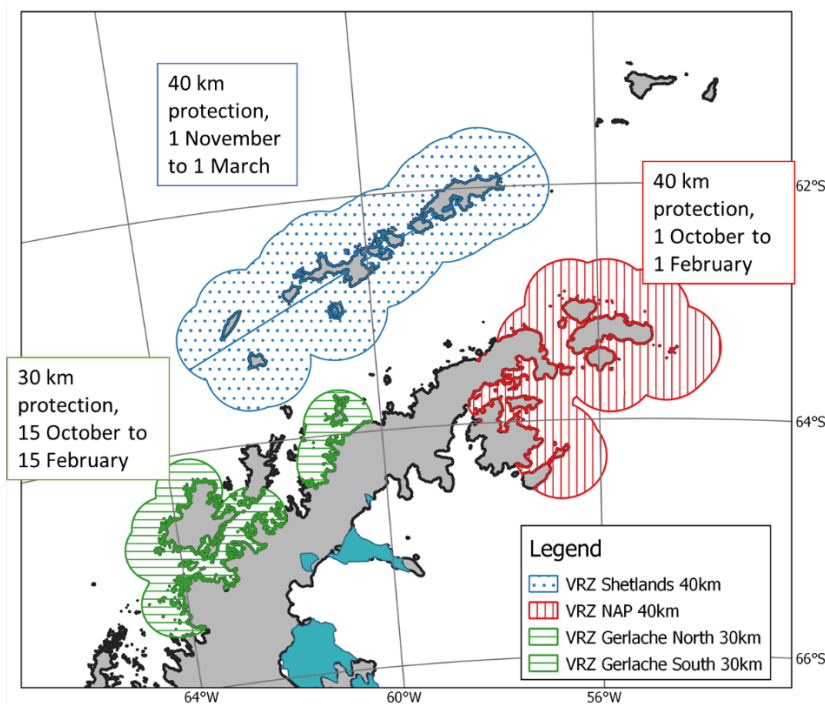 40 km
protection,
1 November
to 1 March
40 km
protection,
1 October to
1 February
62°S
30 km
protection,
15 October to
15 February
64°S
Legend
VRZ Shetlands 40km
VRZ NAP 40km
VRZ Gerlache North 30km
VRZ Gerlache South 30km
66°S
64°W
60°W
56°W